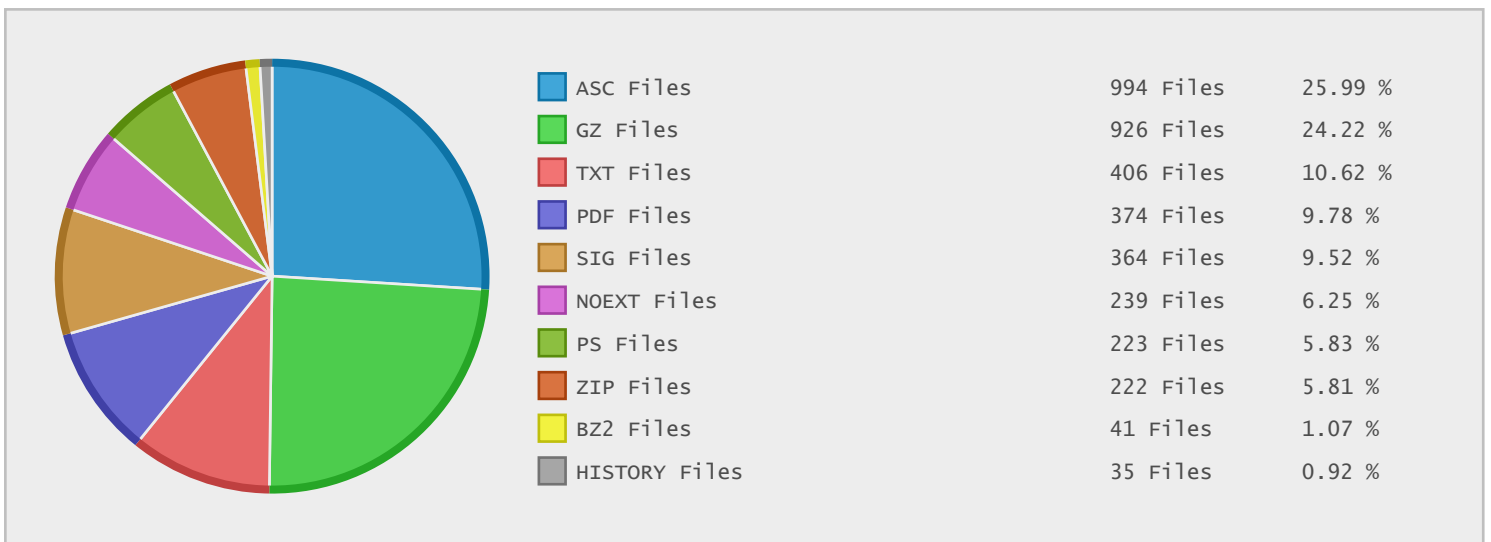 ASC Files 994 Files 25.99 %
GZ Files 926 Files 24.22 %
TXT Files 406 Files 10.62 %
PDF Files 374 Files 9.78 %
SIG Files 364 Files 9.52 %
NOEXT Files 239 Files 6.25 %
PS Files 223 Files 5.83 %
ZIP Files 222 Files 5.81 %
BZ2 Files 41 Files 1.07 %
HISTORY Files 35 Files 0.92 %